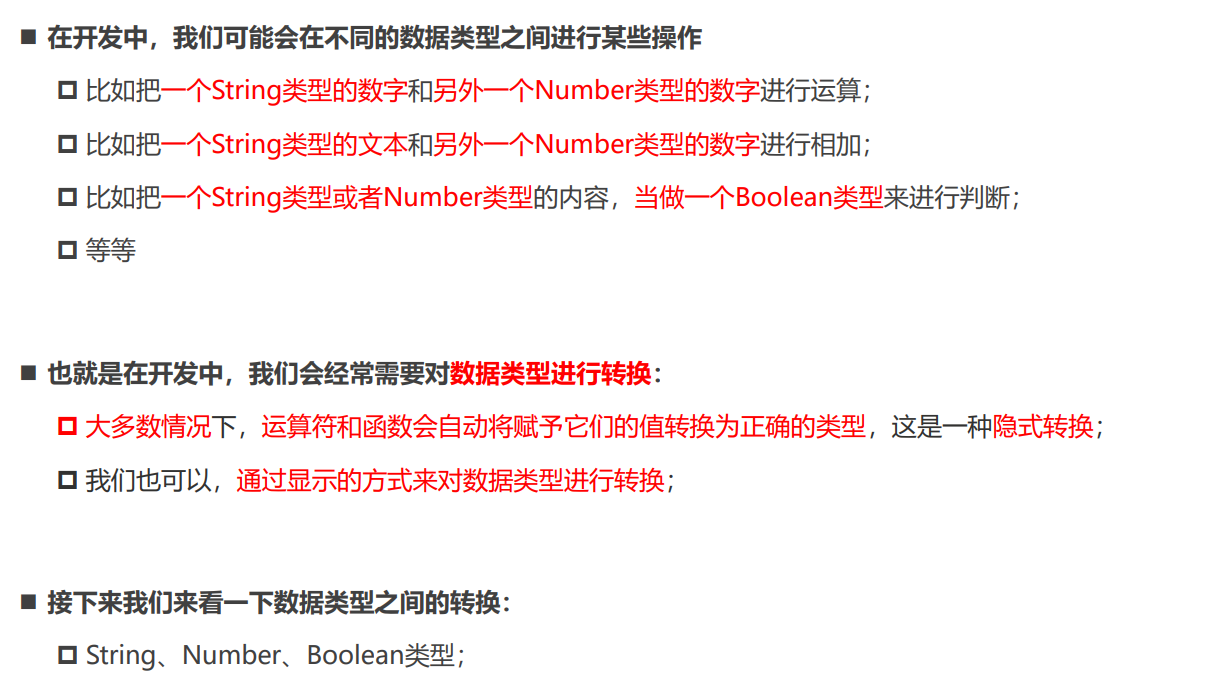 在开发中，我们可能会在不同的数据类型之间进行某些操作
比如把一个String类型的数字和另外一个Number类型的数字进行运算；
比如把一个String类型的文本和另外一个Number类型的数字进行相加；
比如把一个String类型或者Number类型的内容，当做一个Boolean类型来进行判断；
等等
也就是在开发中，我们会经常需要对数据类型进行转换：
大多数情况下，运算符和函数会自动将赋予它们的值转换为正确的类型，这是一种隐式转换；
我们也可以，通过显示的方式来对数据类型进行转换；
接下来我们来看一下数据类型之间的转换：
String、Number、Boolean类型；